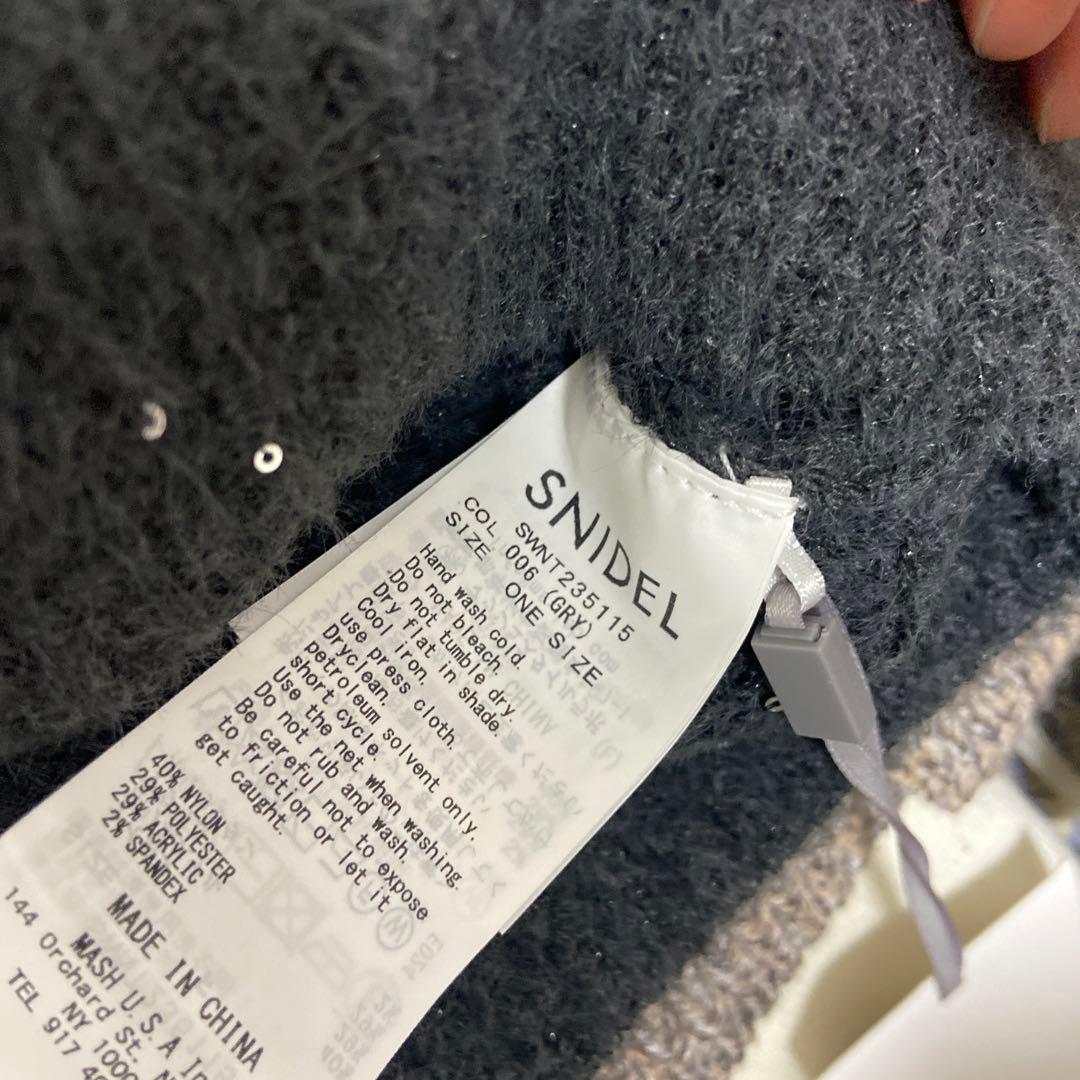 SNIDEL
SWNT235115
COL 006 (GRY)
SIZE ONE SIZE
Hand wash cold.
Do not bleach.
Do not tumble dry.
Dry flat in shade.
Cool iron.
use press cloth.
Dryclean.
petroleum solvent only.
short cycle.
Use the net when washing.
Do not rub and wash.
Be careful not to expose
to friction or let it
get caught.
40% NYLON
29% POLYESTER
29% ACRYLIC
2% SPANDEX
MADE IN CHINA
MASH U.S.A
144 Orchard St.
NY
TEL 917